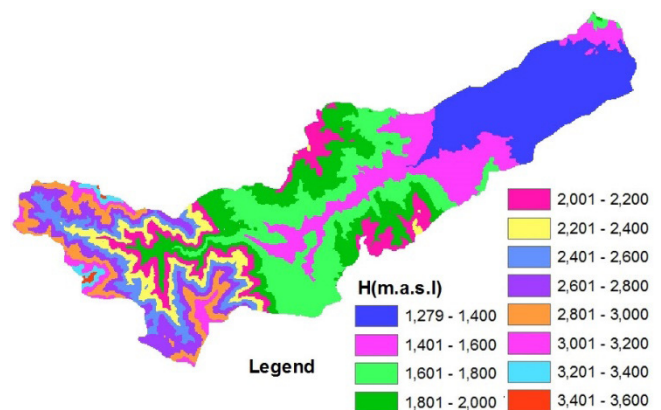 H(m.a.s.l)
Legend
1,279 - 1,400
1,401 - 1,600
1,601 - 1,800
1,801 - 2,000
2,001 - 2,200
2,201 - 2,400
2,401 - 2,600
2,601 - 2,800
2,801 - 3,000
3,001 - 3,200
3,201 - 3,400
3,401 - 3,600